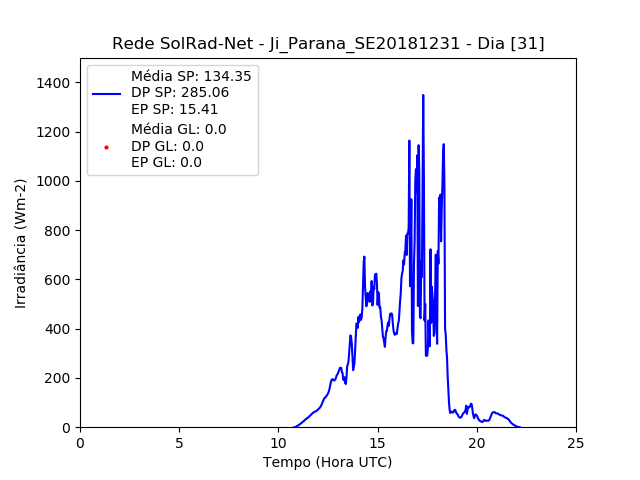 Rede SolRad-Net - Ji_Parana_SE20181231 - Dia [31]
Média SP: 134.35
DP SP: 285.06
EP SP: 15.41
Média GL: 0.0
DP GL: 0.0
EP GL: 0.0
Irradiância (Wm-2)
1400
1200
1000
800
600
400
200
0
0 5 10 15 20 25
Tempo (Hora UTC)